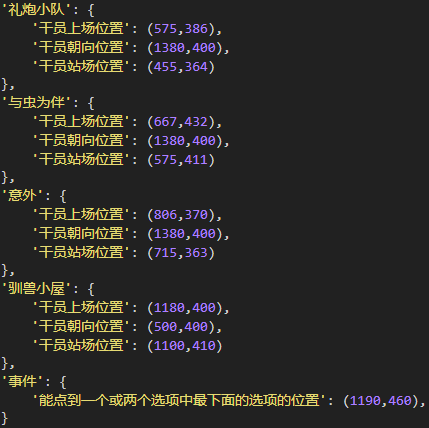 '礼炮小队': {
    '干员上场位置': (575,386),
    '干员朝向位置': (1380,400),
    '干员站场位置': (455,364)
},
'与虫为伴': {
    '干员上场位置': (667,432),
    '干员朝向位置': (1380,400),
    '干员站场位置': (575,411)
},
'意外': {
    '干员上场位置': (806,370),
    '干员朝向位置': (1380,400),
    '干员站场位置': (715,363)
},
'驯兽小屋': {
    '干员上场位置': (1180,400),
    '干员朝向位置': (500,400),
    '干员站场位置': (1100,410)
},
'事件': {
    '能点到一个或两个选项中最下面的选项的位置': (1190,460),
}